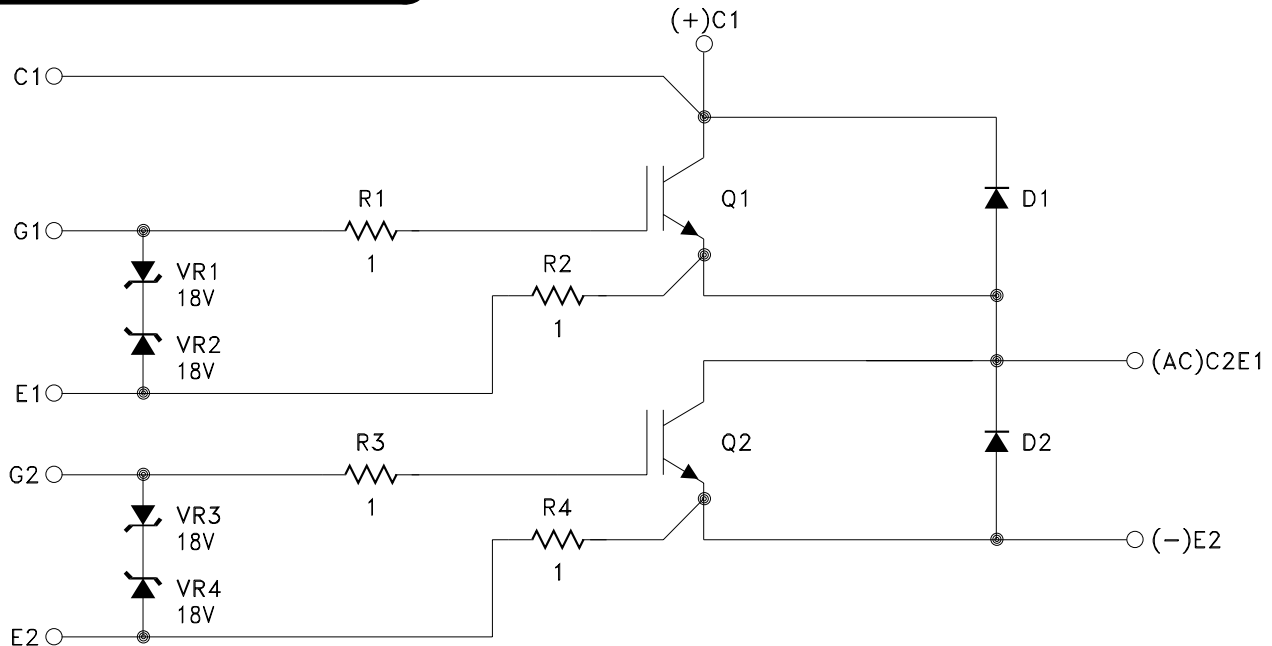 (+)C1
C1
R1
Q1
D1
G1
1
R2
VR1
18V
1
VR2
18V
(AC)C2E1
E1
R3
Q2
D2
G2
1
R4
VR3
18V
(-)E2
1
VR4
18V
E2